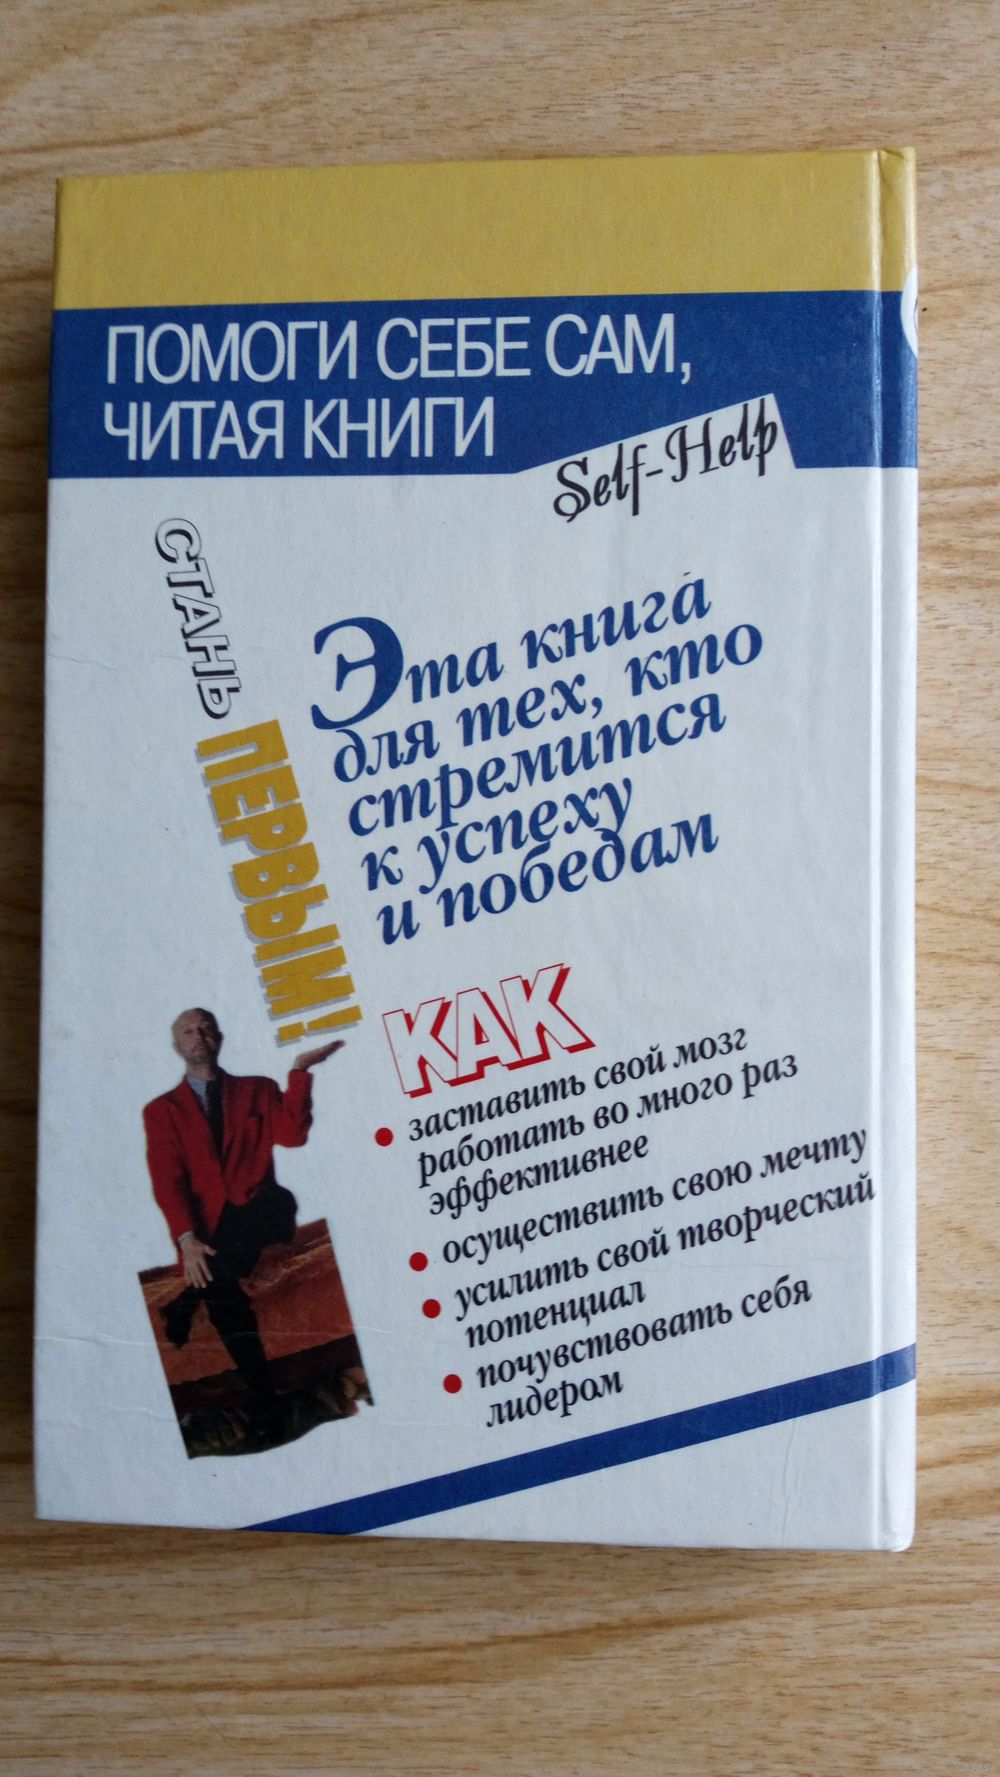 ПОМОГИ СЕБЕ САМ,
ЧИТАЯ КНИГИ
Self-Help
СТАНЬ
ПЕРВЫМ!
Эта книга
для тех, кто
стремится
к успеху
и победам
КАК
• заставить свой мозг
работать во много раз
эффективнее
• осуществить свою мечту
• усилить свой творческий
потенциал
• почувствовать себя
лидером